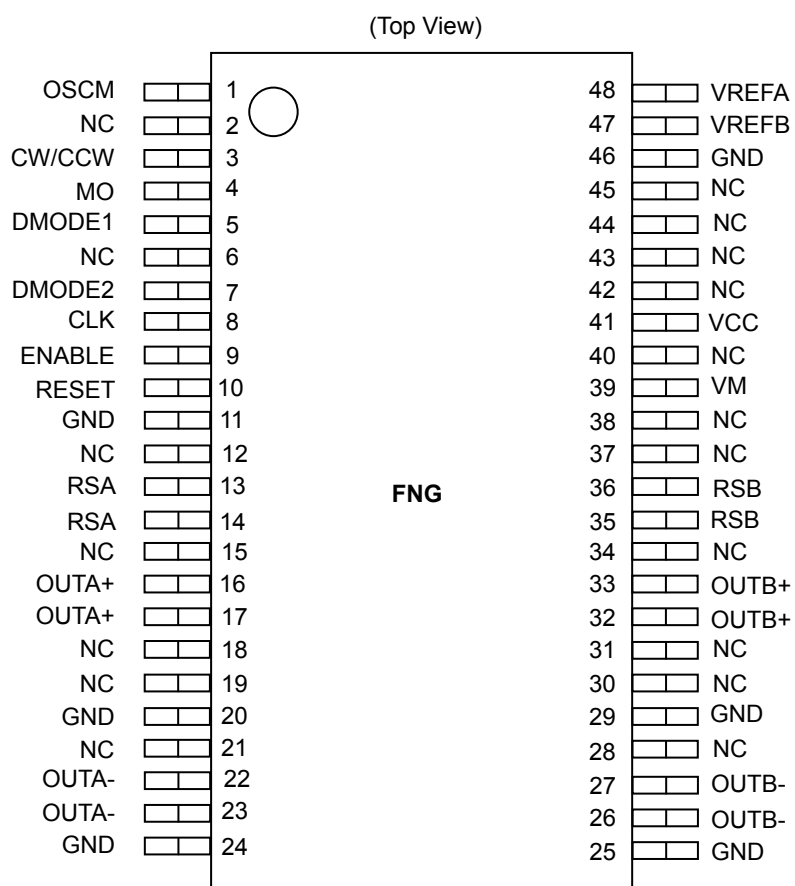 (Top View)
OSCM 1 48 VREFA
NC 2 47 VREFB
CW/CCW 3 46 GND
MO 4 45 NC
DMODE1 5 44 NC
NC 6 43 NC
DMODE2 7 42 NC
CLK 8 41 VCC
ENABLE 9 40 NC
RESET 10 39 VM
GND 11 38 NC
NC 12 37 NC
RSA 13 FNG 36 RSB
RSA 14 35 RSB
NC 15 34 NC
OUTA+ 16 33 OUTB+
OUTA+ 17 32 OUTB+
NC 18 31 NC
NC 19 30 NC
GND 20 29 GND
NC 21 28 NC
OUTA- 22 27 OUTB-
OUTA- 23 26 OUTB-
GND 24 25 GND